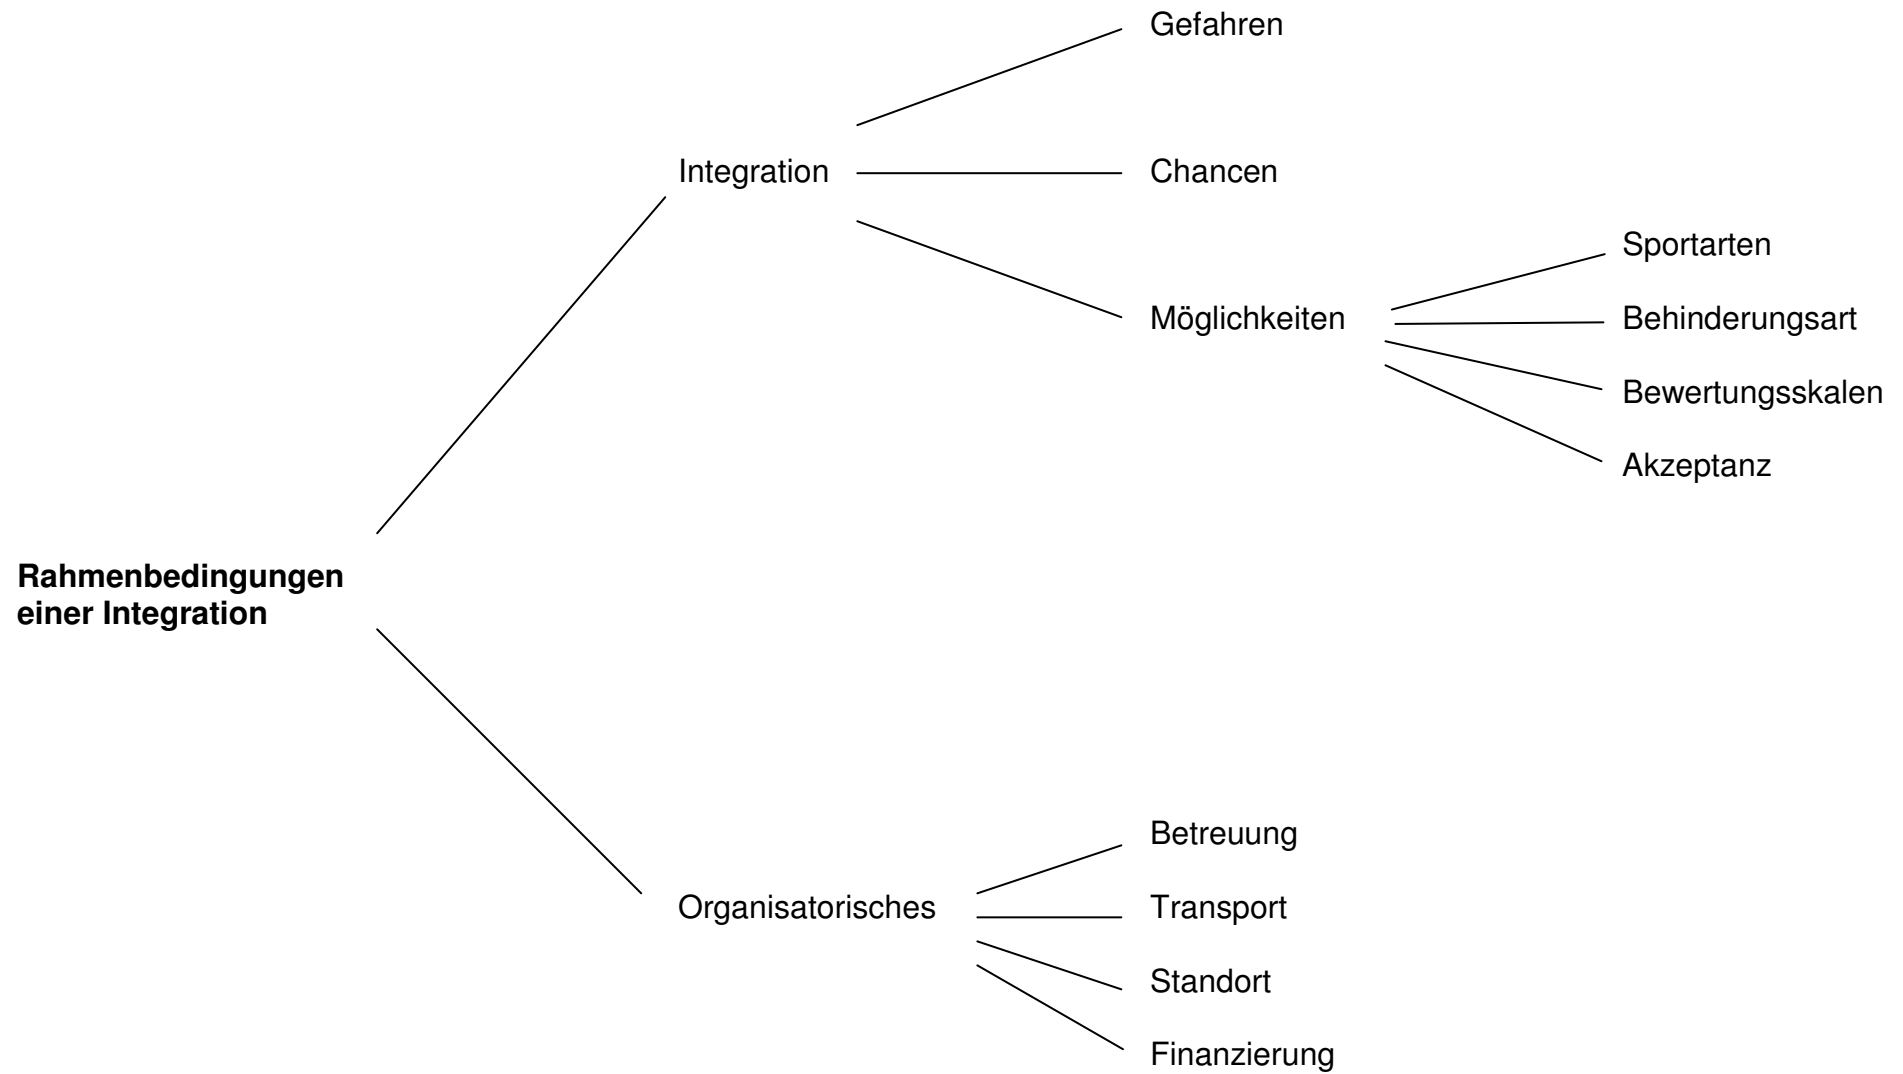 Gefahren
Integration
Chancen
Möglichkeiten
Sportarten
Behinderungsart
Bewertungsskalen
Akzeptanz
Rahmenbedingungen
einer Integration
Organisatorisches
Betreuung
Transport
Standort
Finanzierung